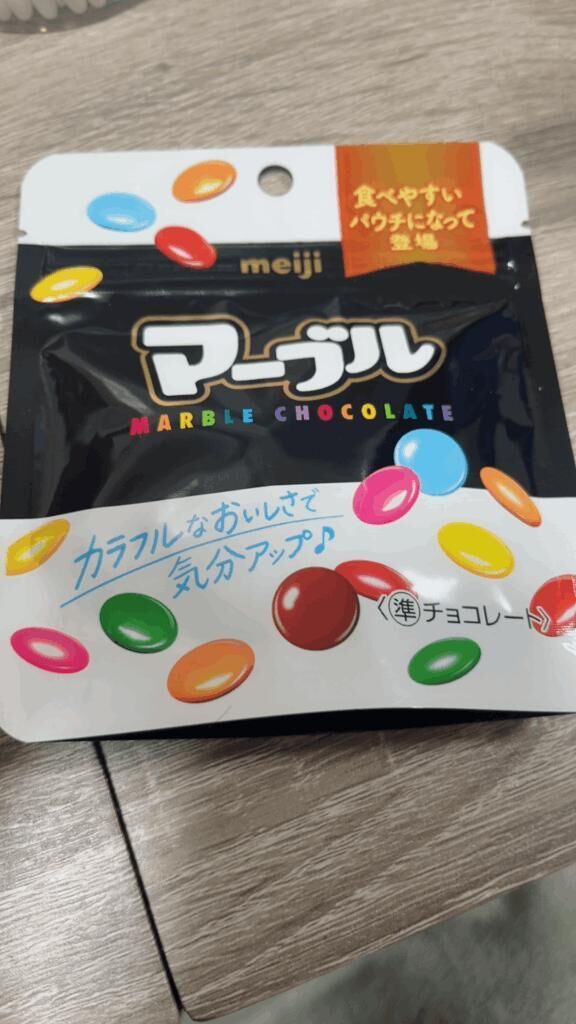 食べやすい
パウチになって
登場
meiji
マーブル
MARBLE CHOCOLATE
カラフルなおいしさで
気分アップ♪
〈準チョコレート〉